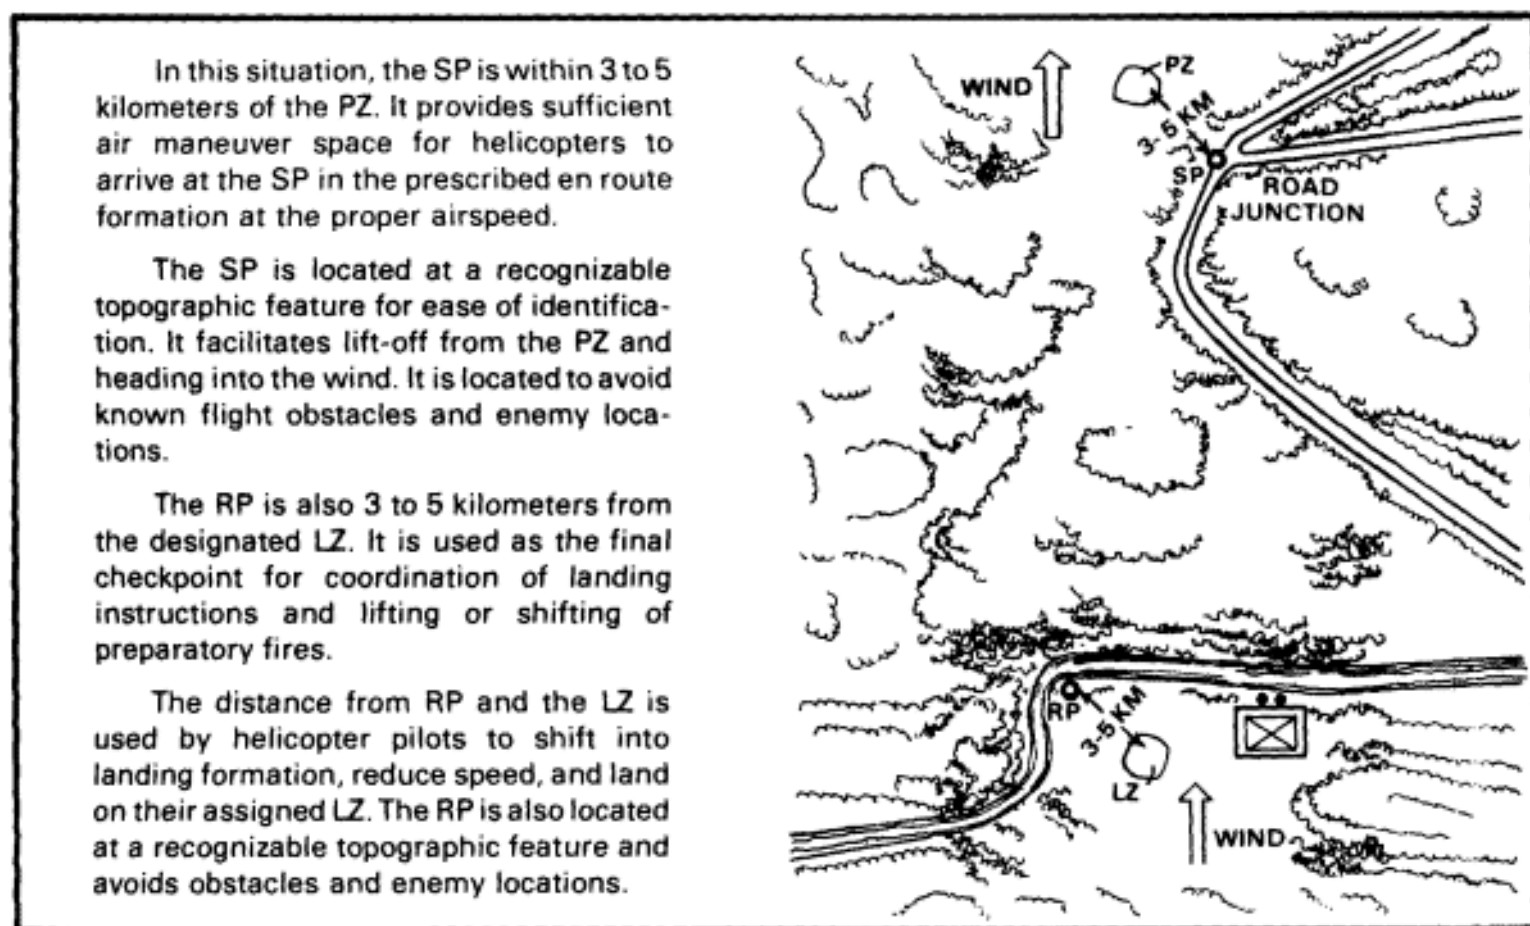 In this situation, the SP is within 3 to 5
kilometers of the PZ. It provides sufficient
air maneuver space for helicopters to
arrive at the SP in the prescribed en route
formation at the proper airspeed.
The SP is located at a recognizable
topographic feature for ease of identifica-
tion. It facilitates lift-off from the PZ and
heading into the wind. It is located to avoid
known flight obstacles and enemy loca-
tions.
The RP is also 3 to 5 kilometers from
the designated LZ. It is used as the final
checkpoint for coordination of landing
instructions and lifting or shifting of
preparatory fires.
The distance from RP and the LZ is
used by helicopter pilots to shift into
landing formation, reduce speed, and land
on their assigned LZ. The RP is also located
at a recognizable topographic feature and
avoids obstacles and enemy locations.
WIND
PZ
3-5 KM
SP
ROAD
JUNCTION
RP
3-5 KM
LZ
WIND